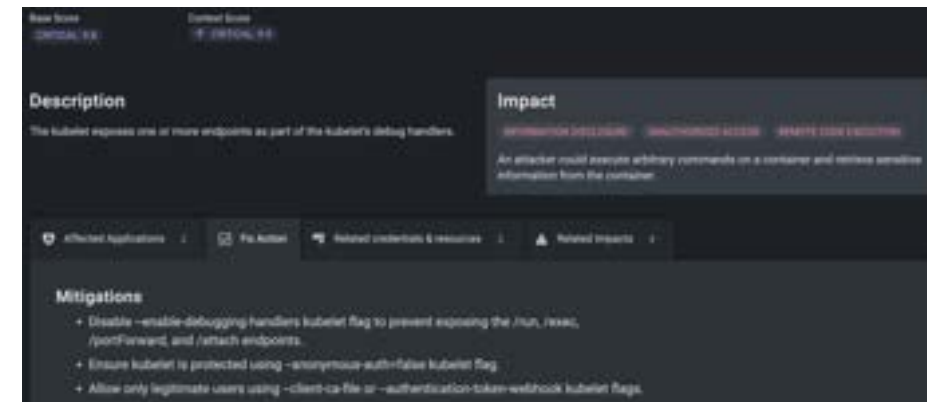 Base Score
Context Score
CRITICAL
CRITICAL
Description
The kubelet exposes one or more endpoints as part of the kubelet's debug handlers.
Impact
INFORMATION DISCLOSURE
UNAUTHORIZED ACCESS
REMOTE CODE EXECUTION
An attacker could execute arbitrary commands on a container and retrieve sensitive
information from the container.
Affected Applications
Fix Action
Related credentials & resources
Related Impacts
Mitigations
• Disable --enable-debugging-handlers kubelet flag to prevent exposing the /run, /exec,
/portForward, and /attach endpoints.
• Ensure kubelet is protected using --anonymous-auth=false kubelet flag.
• Allow only legitimate users using --client-ca-file or --authentication-token-webhook kubelet flags.